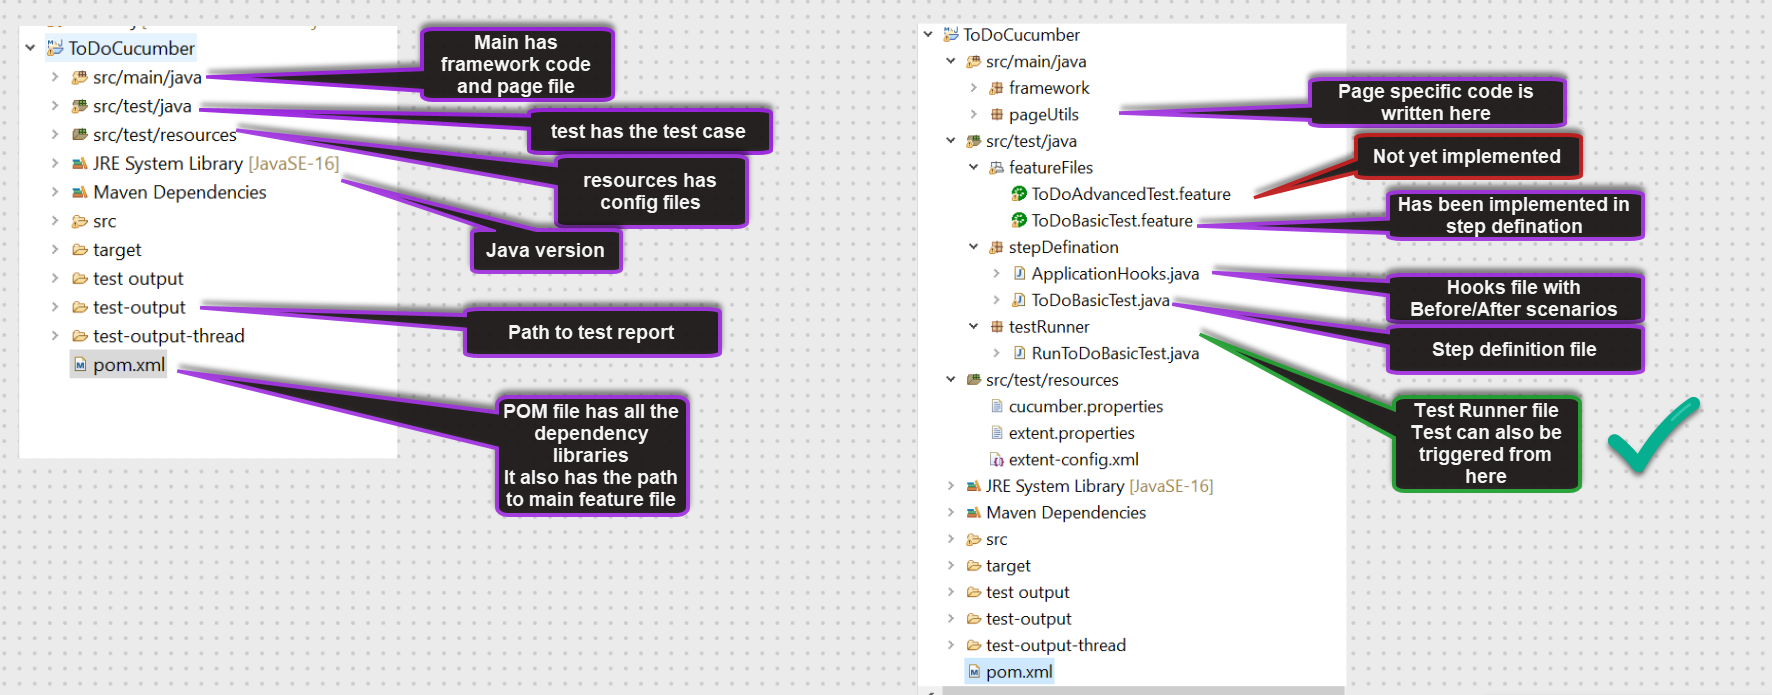 ToDoCucumber
src/main/java
src/test/java
src/test/resources
JRE System Library [JavaSE-16]
Maven Dependencies
src
target
test output
test-output
test-output-thread
pom.xml
Main has
framework code
and page file
test has the test case
resources has
config files
Java version
Path to test report
POM file has all the
dependency
libraries
It also has the path
to main feature file
ToDoCucumber
src/main/java
framework
pageUtils
src/test/java
featureFiles
ToDoAdvancedTest.feature
ToDoBasicTest.feature
stepDefination
ApplicationHooks.java
ToDoBasicTest.java
testRunner
RunToDoBasicTest.java
src/test/resources
cucumber.properties
extent.properties
extent-config.xml
JRE System Library [JavaSE-16]
Maven Dependencies
src
target
test output
test-output
test-output-thread
pom.xml
Page specific code is
written here
Not yet implemented
Has been implemented in
step defination
Hooks file with
Before/After scenarios
Step definition file
Test Runner file
Test can also be
triggered from
here